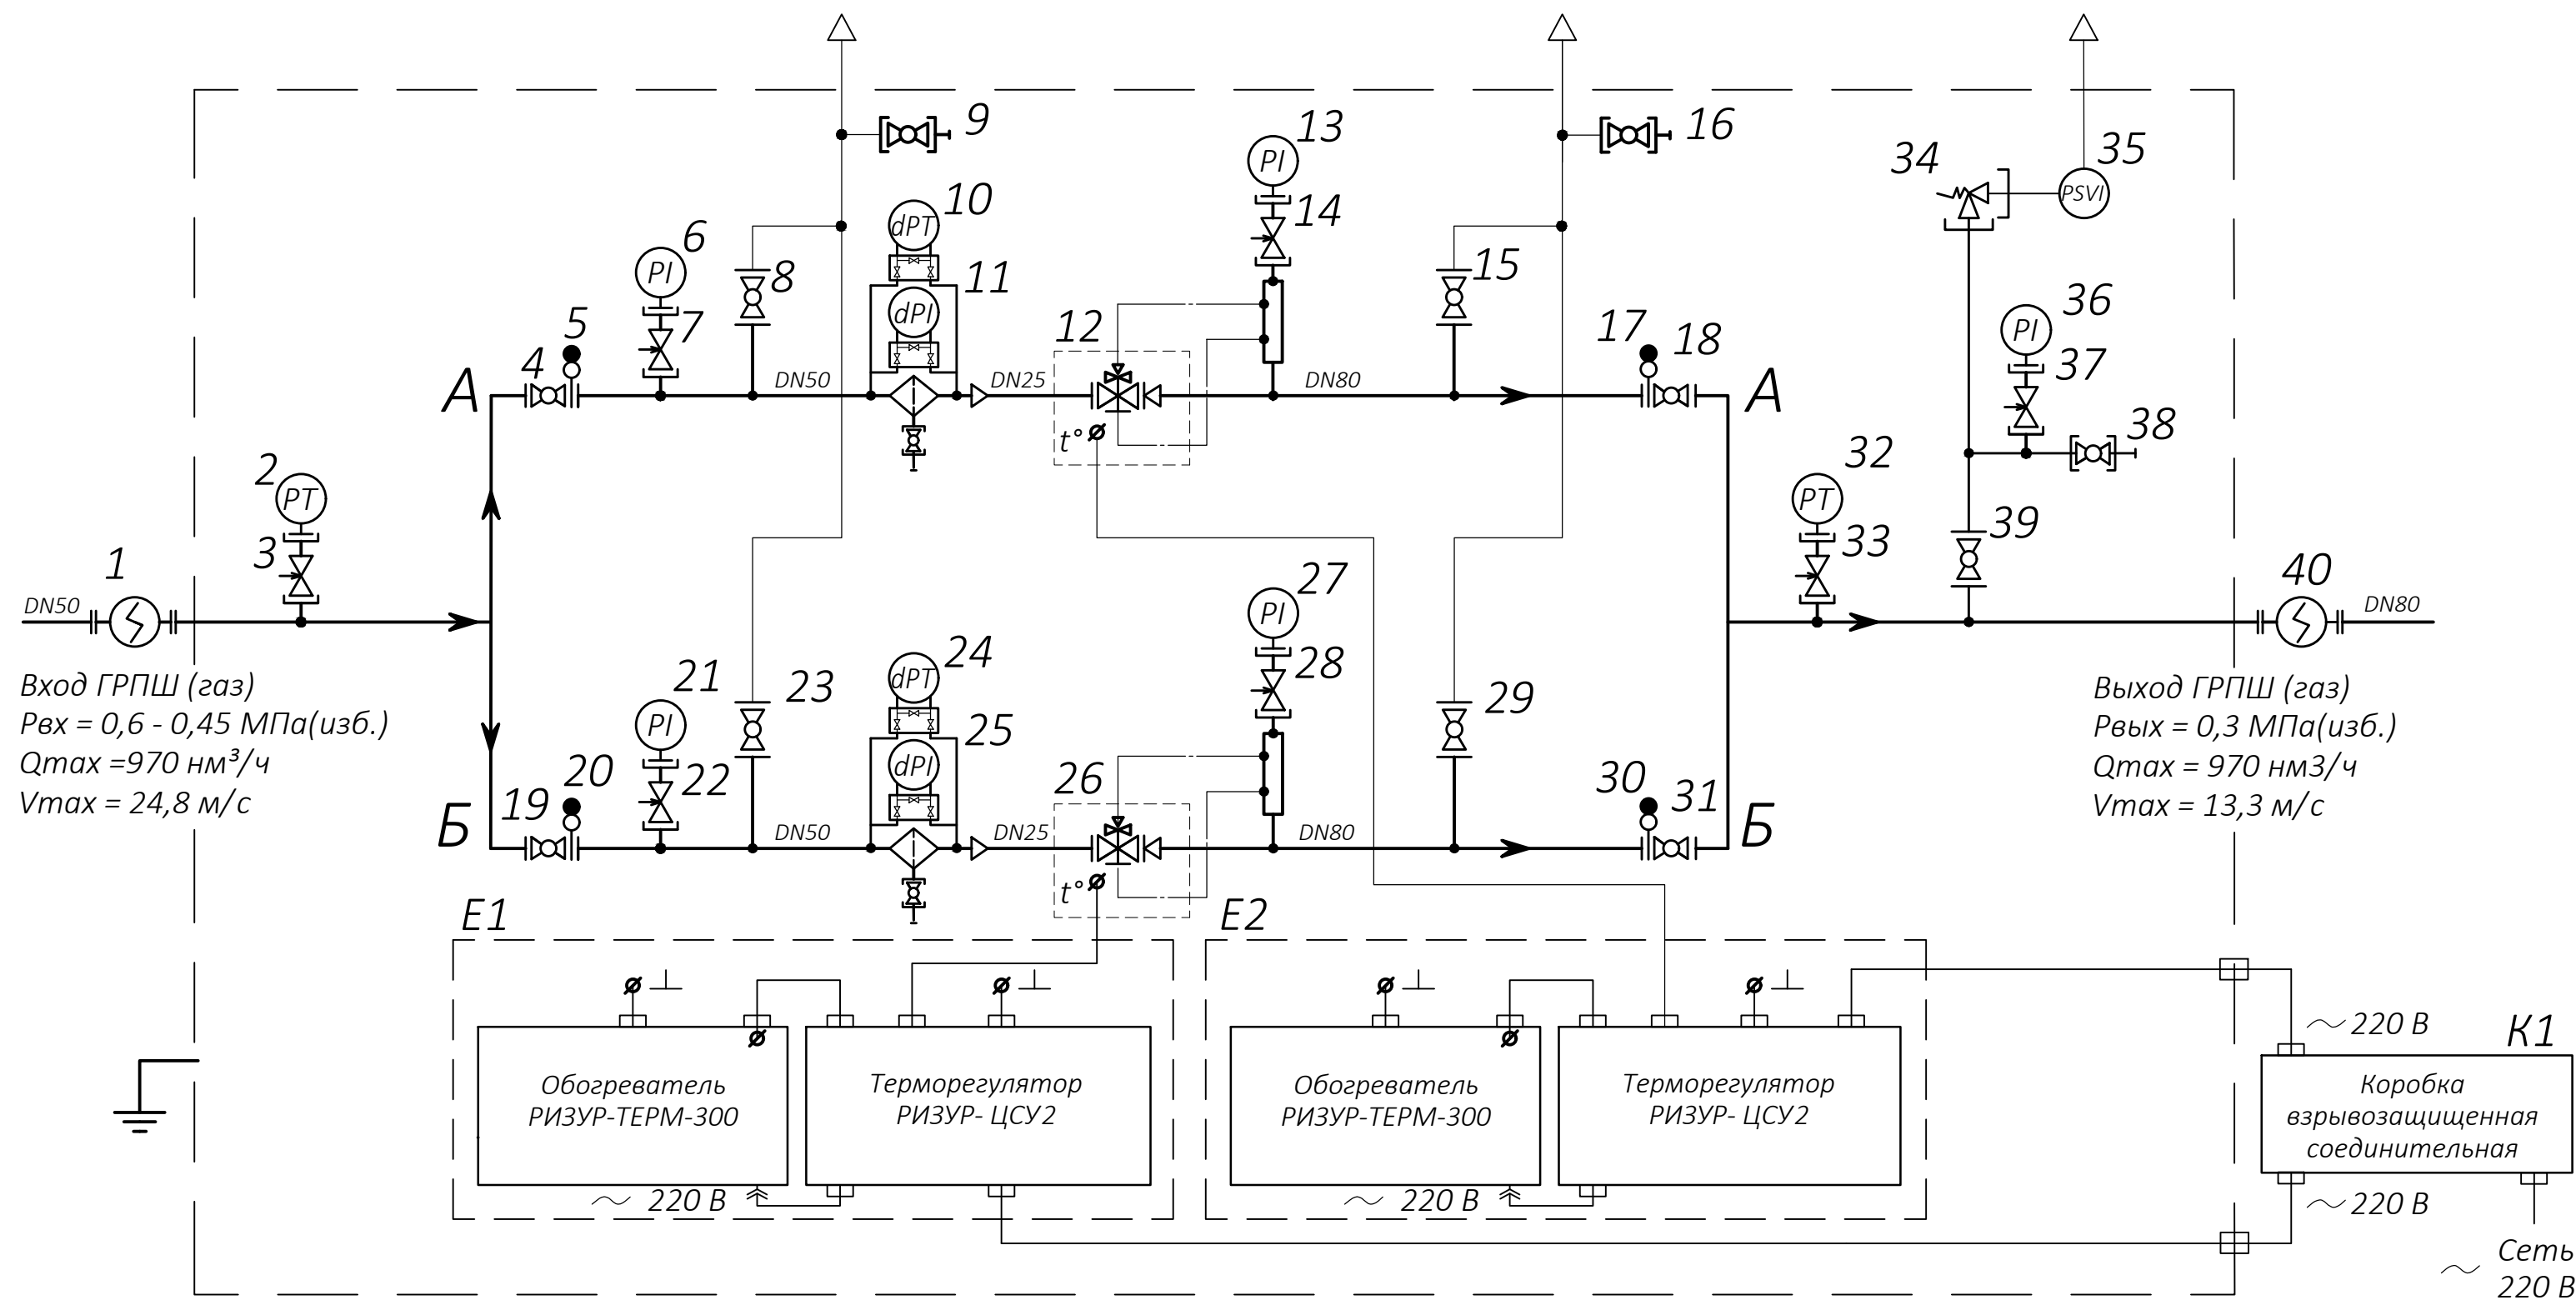 9
16
13
PI
14
34
35
PSVI
10
dPT
6
PI
7
8
11
dPI
12
15
36
PI
37
5
4
17
18
38
А
DN50
DN25
t°
DN80
А
2
PT
3
32
PT
33
39
1
DN50
40
DN80
27
PI
28
24
dPT
25
dPI
21
PI
22
23
26
29
20
19
30
31
Б
DN50
DN25
t°
DN80
Б
Вход ГРПШ (газ)
Рвх = 0,6 - 0,45 МПа(изб.)
Qmax =970 нм³/ч
Vmax = 24,8 м/с
Выход ГРПШ (газ)
Рвых = 0,3 МПа(изб.)
Qmax = 970 нм3/ч
Vmax = 13,3 м/с
Е1
Обогреватель
РИЗУР-ТЕРМ-300
Терморегулятор
РИЗУР- ЦСУ2
220 В
Е2
Обогреватель
РИЗУР-ТЕРМ-300
Терморегулятор
РИЗУР- ЦСУ2
220 В
220 В
К1
Коробка
взрывозащищенная
соединительная
220 В
Сеть
220 В